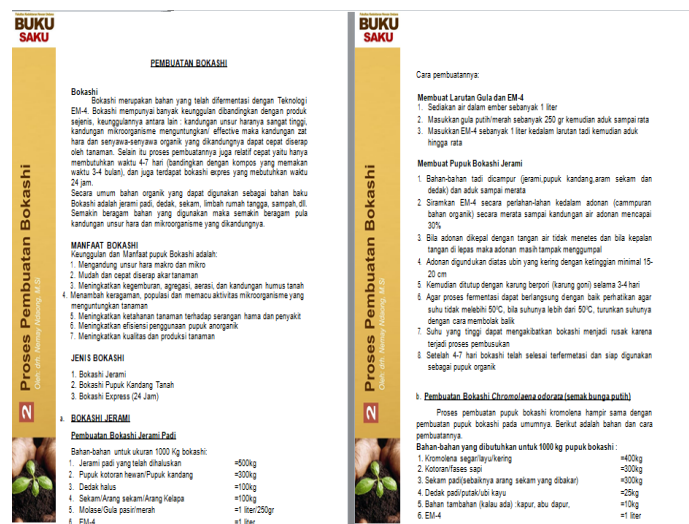 BUKU
SAKU
PEMBUATAN BOKASHI
Bokashi
Bokashi merupakan bahan yang telah difermentasi dengan Teknologi
EM-4. Bokashi mempunyai banyak keunggulan dibandingkan dengan produk
sejenis, keunggulannya antara lain : kandungan unsur haranya sangat tinggi,
kandungan mikroorganisme menguntungkan/ effective maka kandungan zat
hara dan senyawa-senyawa organik yang dikandungnya dapat cepat diserap
oleh tanaman. Selain itu proses pembuatannya juga relatif cepat yaitu hanya
membutuhkan waktu 4-7 hari (bandingkan dengan kompos yang memakan
waktu 3-4 bulan), dan juga terdapat bokashi expres yang mebutuhkan waktu
24 jam.
Secara umum bahan organik yang dapat digunakan sebagai bahan baku
Bokashi adalah jerami padi, dedak, sekam, limbah rumah tangga, sampah, dll.
Semakin beragam bahan yang digunakan maka semakin beragam pula
kandungan unsur hara dan mikroorganisme yang dikandungnya.
MANFAAT BOKASHI
Keunggulan dan Manfaat pupuk Bokashi adalah:
1. Mengandung unsur hara makro dan mikro
2. Mudah dan cepat diserap akar tanaman
3. Meningkatkan kegemburan, agregasi, aerasi, dan kandungan humus tanah
4. Menambah keragaman, populasi dan memacu aktivitas mikroorganisme yang
menguntungkan tanaman
5. Meningkatkan ketahanan tanaman terhadap serangan hama dan penyakit
6. Meningkatkan efisiensi penggunaan pupuk anorganik
7. Meningkatkan kualitas dan produksi tanaman
JENIS BOKASHI
1. Bokashi Jerami
2. Bokashi Pupuk Kandang Tanah
3. Bokashi Express (24 Jam)
a. BOKASHI JERAMI
Pembuatan Bokashi Jerami Padi
Bahan-bahan untuk ukuran 1000 Kg bokashi:
1. Jerami padi yang telah dihaluskan =500kg
2. Pupuk kotoran hewan/Pupuk kandang =300kg
3. Dedak halus =100kg
4. Sekam/Arang sekam/Arang Kelapa =100kg
5. Molase/Gula pasir/merah =1 liter/250gr
6. EM-4 =1 liter
2 Proses Pembuatan Bokashi
Oleh: drh. Nemay Ndaong, M.Si
BUKU
SAKU
Cara pembuatannya:
Membuat Larutan Gula dan EM-4
1. Sediakan air dalam ember sebanyak 1 liter
2. Masukkan gula putih/merah sebanyak 250 gr kemudian aduk sampai rata
3. Masukkan EM-4 sebanyak 1 liter kedalam larutan tadi kemudian aduk
hingga rata
Membuat Pupuk Bokashi Jerami
1. Bahan-bahan tadi dicampur (jerami,pupuk kandang,aram sekam dan
dedak) dan aduk sampai merata
2 Siramkan EM-4 secara perlahan-lahan kedalam adonan (cammpuran
bahan organik) secara merata sampai kandungan air adonan mencapai
30%
3 Bila adonan dikepal dengan tangan air tidak menetes dan bila kepalan
tangan di lepas maka adonan masih tampak menggumpal
4. Adonan digundukan diatas ubin yang kering dengan ketinggian minimal 15-
20 cm
5. Kemudian ditutup dengan karung berpori (karung goni) selama 3-4 hari
6. Agar proses fermentasi dapat berlangsung dengan baik perhatikan agar
suhu tidak melebihi 50⁰C, bila suhunya lebih dari 50⁰C, turunkan suhunya
dengan cara membolak balik
7. Suhu yang tinggi dapat mengakibatkan bokashi menjadi rusak karena
terjadi proses pembusukan
8. Setelah 4-7 hari bokashi telah selesai terfermetasi dan siap digunakan
sebagai pupuk organik
b. Pembuatan Bokashi Chromolaena odorata (semak bunga putih)
Proses pembuatan pupuk bokashi kromolena hampir sama dengan
pembuatan pupuk bokashi pada umumnya. Berikut adalah bahan dan cara
pembuatannya.
Bahan-bahan yang dibutuhkan untuk 1000 kg pupuk bokashi :
1. Kromolena segar/layu/kering =400kg
2. Kotoran/fases sapi =300kg
3. Sekam padi(sebaiknya arang sekam yang dibakar) =300kg
4. Dedak padi/putak/ubi kayu =25kg
5. Bahan tambahan (kalau ada) :kapur, abu dapur, =10kg
6. EM-4 =1 liter
2 Proses Pembuatan Bokashi
Oleh: drh. Nemay Ndaong, M.Si